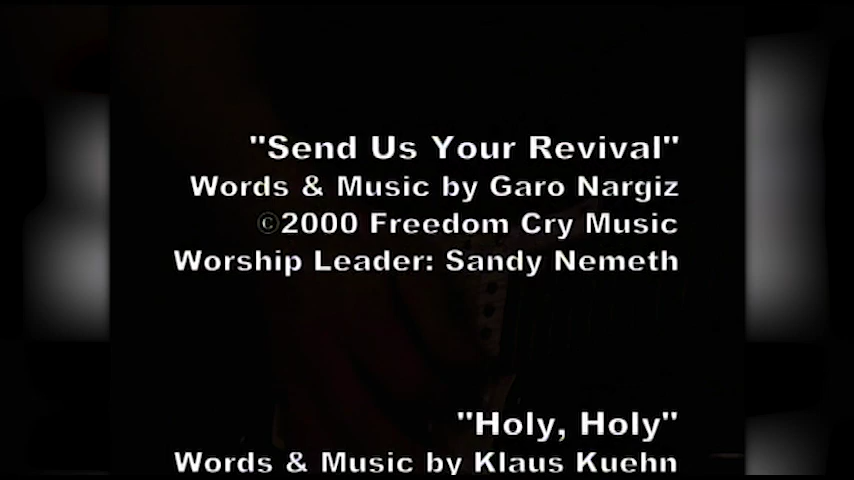 "Send Us Your Revival"
Words & Music by Garo Nargiz
©2000 Freedom Cry Music
Worship Leader: Sandy Nemeth
"Holy, Holy"
Words & Music by Klaus Kuehn